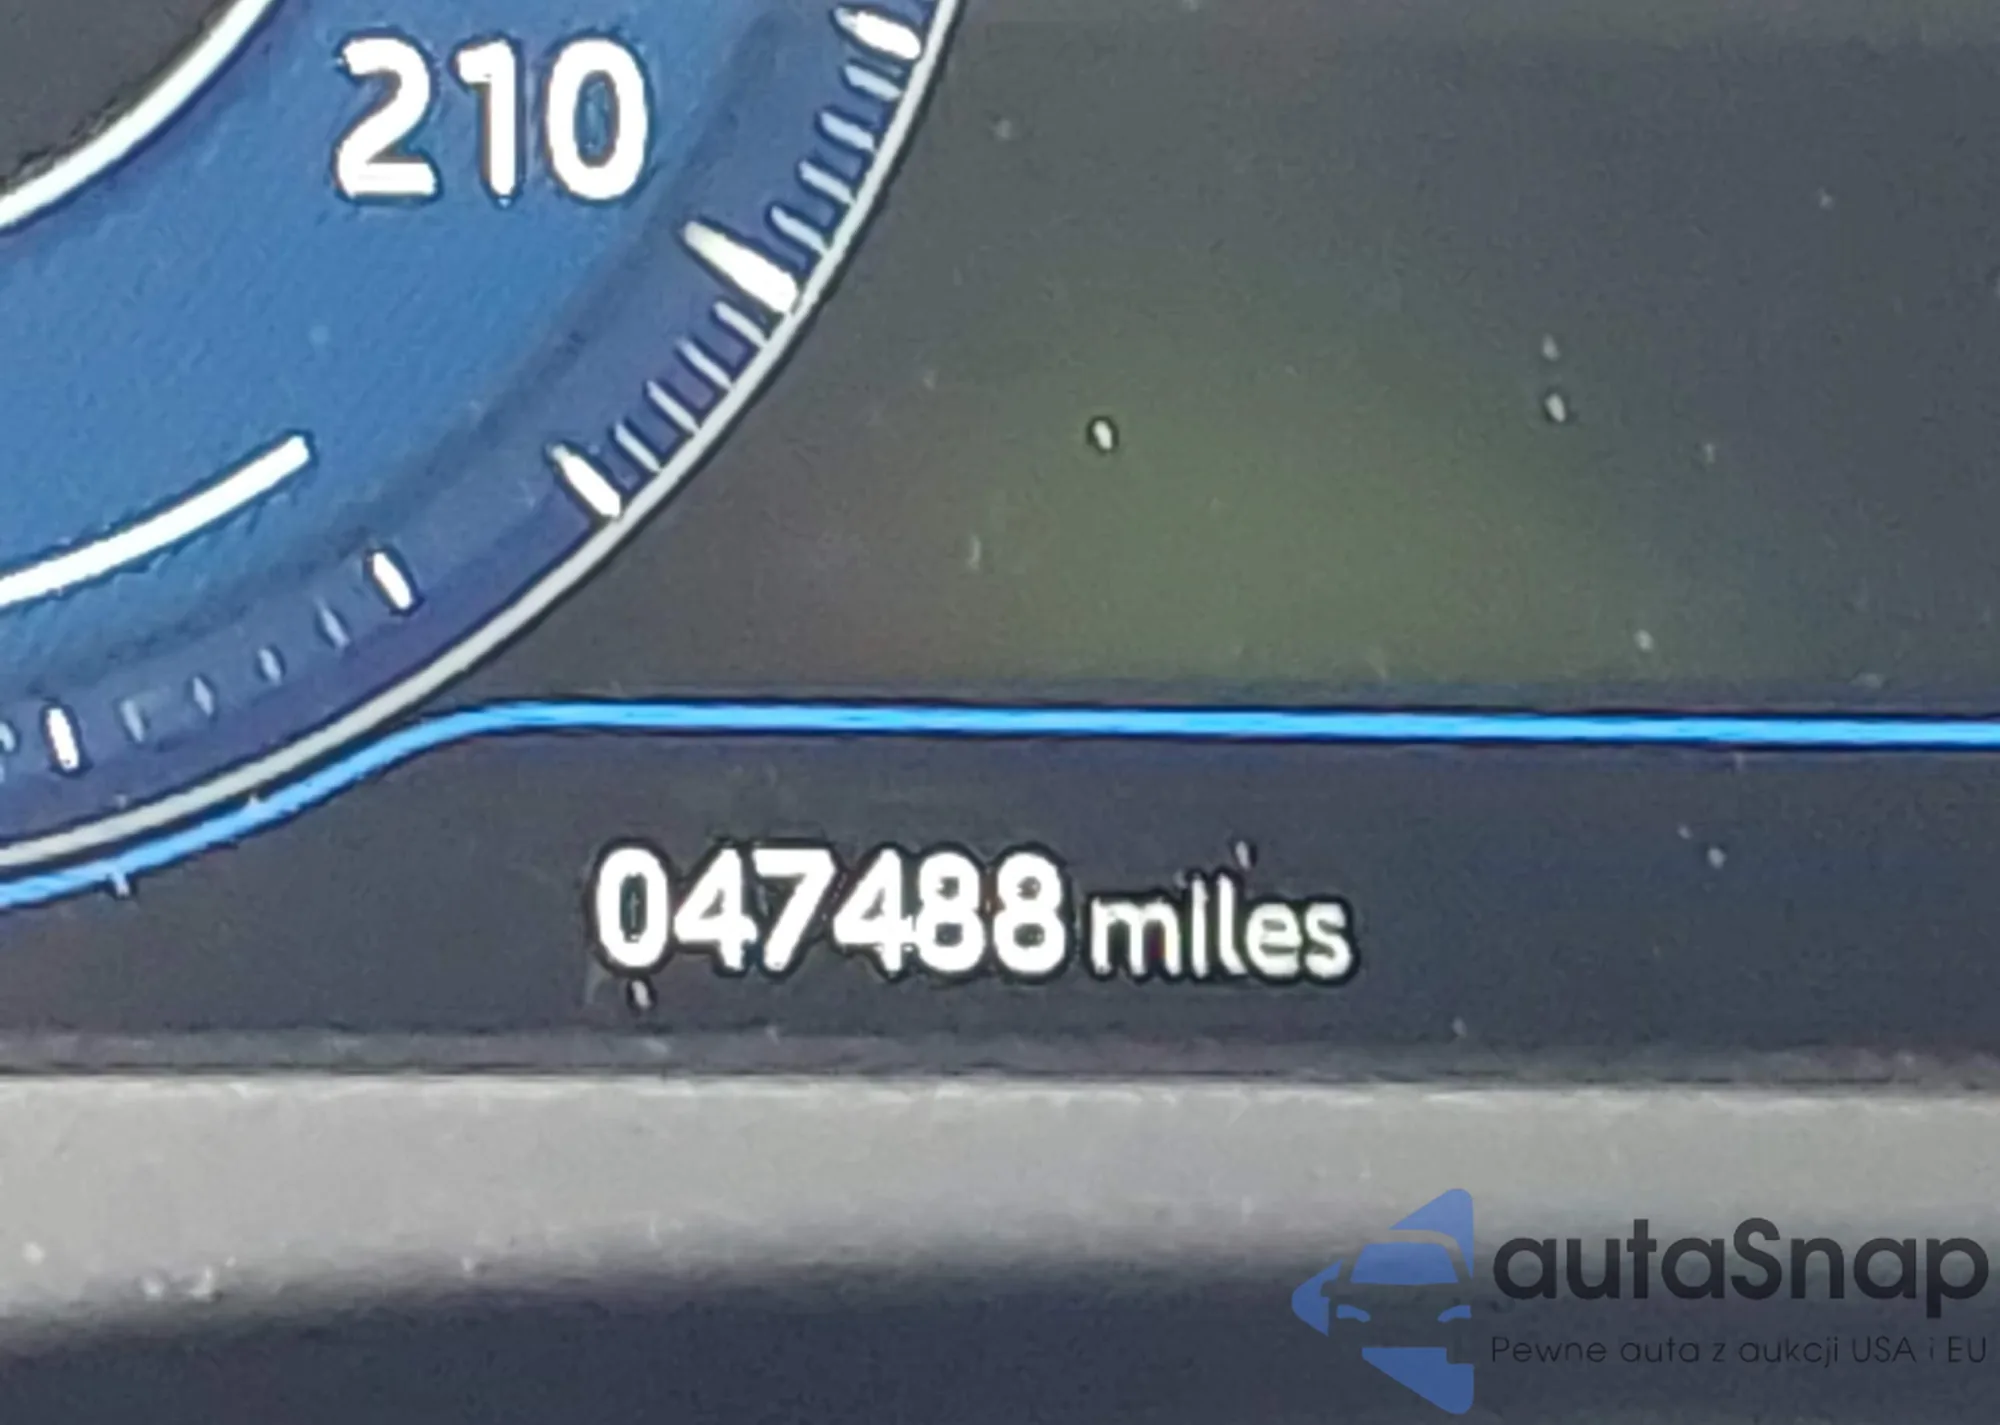 210
047488 miles
autaSnap
Pewne auta z aukcji USA i EU